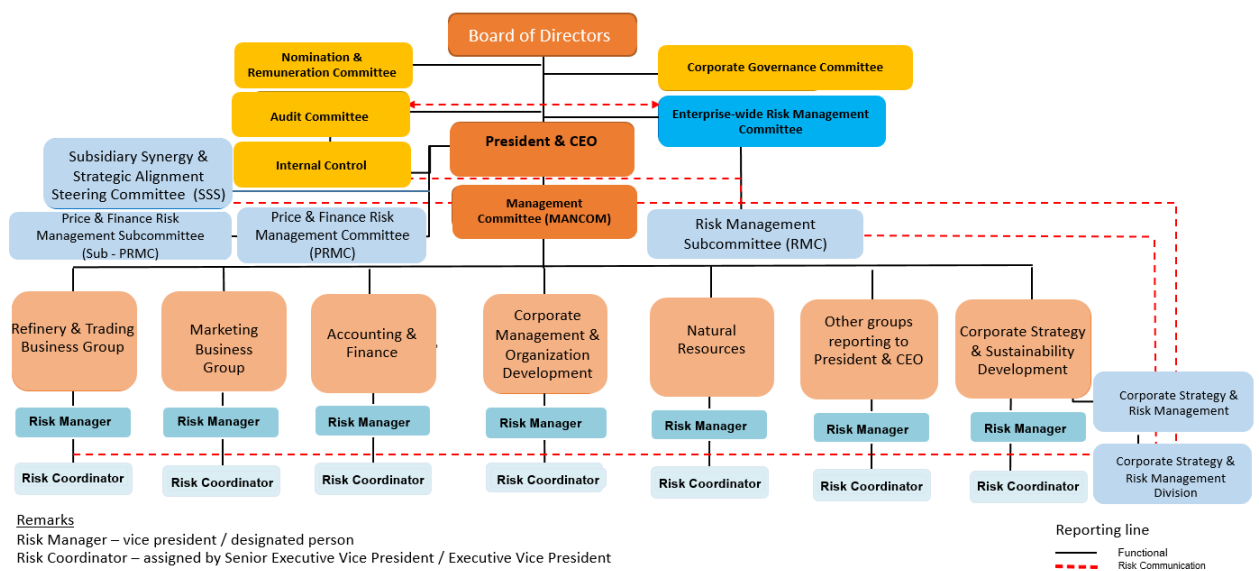 Board of Directors
Nomination &
Remuneration Committee
Corporate Governance Committee
Audit Committee
Enterprise-wide Risk Management
Committee
President & CEO
Internal Control
Subsidiary Synergy &
Strategic Alignment
Steering Committee  (SSS)
Management
Committee (MANCOM)
Price & Finance Risk
Management Subcommittee
(Sub - PRMC)
Price & Finance Risk
Management Committee
(PRMC)
Risk Management
Subcommittee (RMC)
Refinery & Trading
Business Group
Marketing
Business
Group
Accounting &
Finance
Corporate
Management &
Organization
Development
Natural
Resources
Other groups
reporting to
President & CEO
Corporate Strategy
& Sustainability
Development
Corporate Strategy &
Risk Management
Risk Manager
Risk Manager
Risk Manager
Risk Manager
Risk Manager
Risk Manager
Risk Manager
Corporate Strategy &
Risk Management
Division
Risk Coordinator
Risk Coordinator
Risk Coordinator
Risk Coordinator
Risk Coordinator
Risk Coordinator
Risk Coordinator
Remarks
Risk Manager – vice president / designated person
Risk Coordinator – assigned by Senior Executive Vice President / Executive Vice President
Reporting line
Functional
Risk Communication